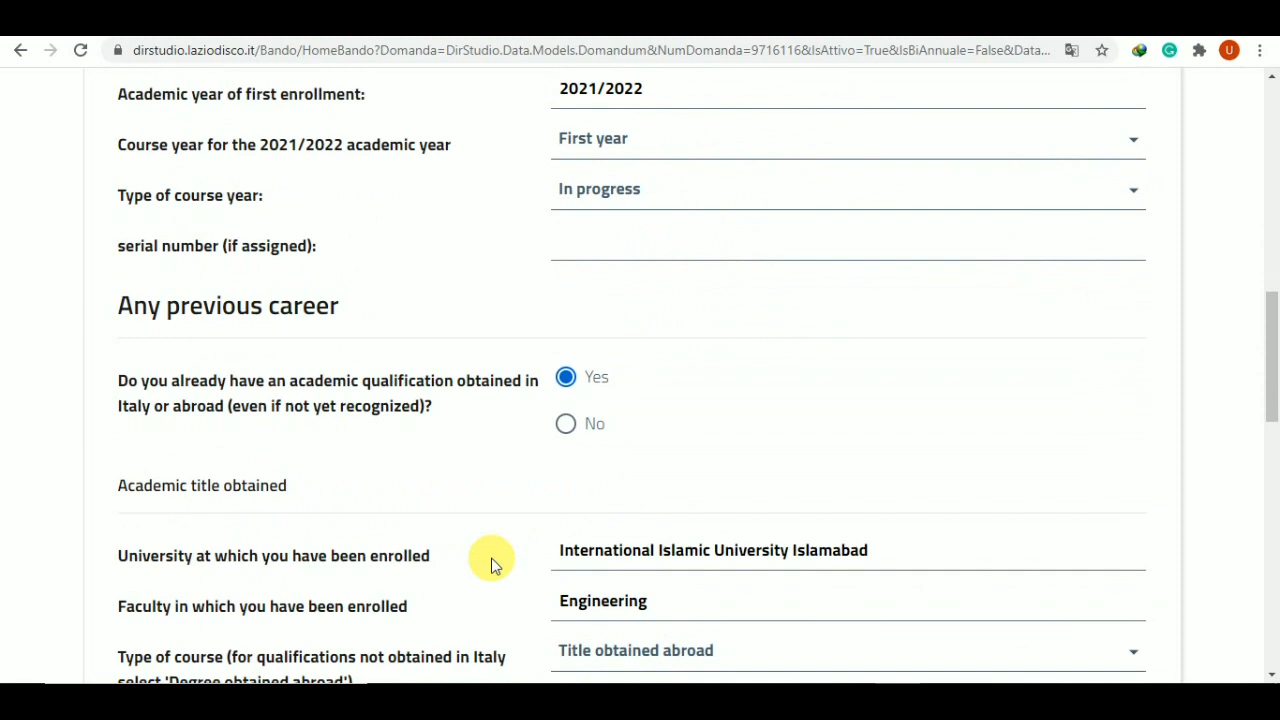 dirstudio.laziodisco.it/Bando/HomeBando?Domanda=DirStudio.Data.Models.Domandum&NumDomanda=9716116&IsAttivo=True&IsBiAnnuale=False&Data...
U
Academic year of first enrollment:
2021/2022
Course year for the 2021/2022 academic year
First year
Type of course year:
In progress
serial number (if assigned):
Any previous career
Do you already have an academic qualification obtained in
Italy or abroad (even if not yet recognized)?
Yes
No
Academic title obtained
University at which you have been enrolled
International Islamic University Islamabad
Faculty in which you have been enrolled
Engineering
Type of course (for qualifications not obtained in Italy
select 'Degree obtained abroad')
Title obtained abroad